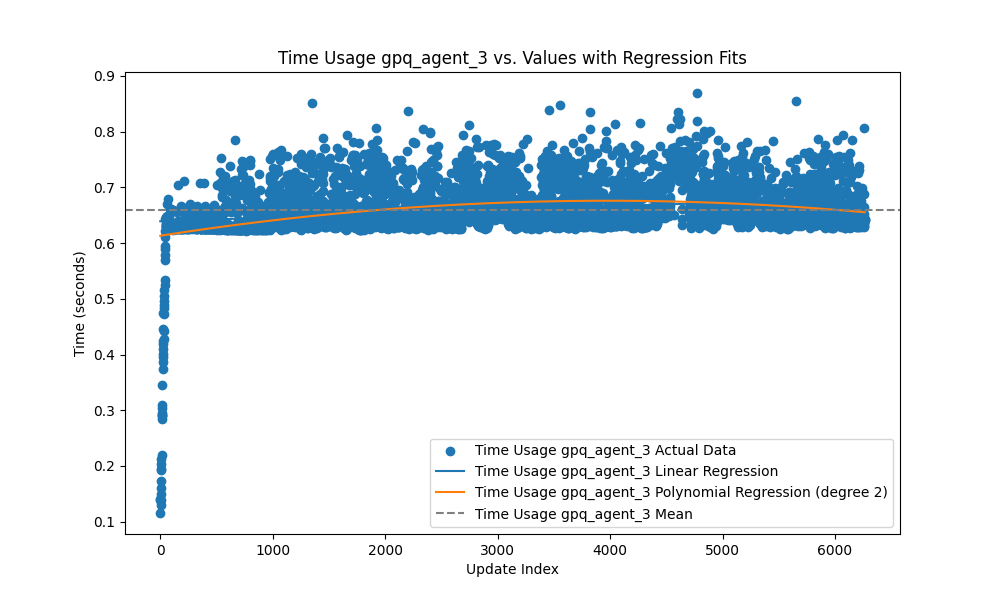 Time Usage gpq_agent_3 vs. Values with Regression Fits
0.9
0.8
0.7
0.6
0.5
0.4
0.3
0.2
0.1
Time (seconds)
Time Usage gpq_agent_3 Actual Data
Time Usage gpq_agent_3 Linear Regression
Time Usage gpq_agent_3 Polynomial Regression (degree 2)
Time Usage gpq_agent_3 Mean
0 1000 2000 3000 4000 5000 6000
Update Index